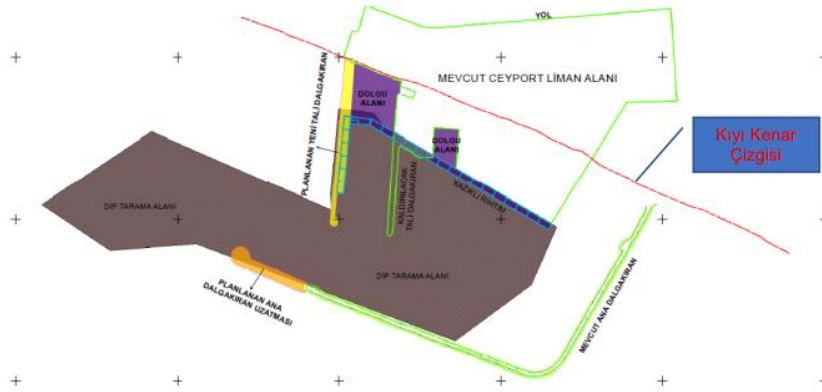 YOL
MEVCUT CEYPORT LİMAN ALANI
DOLGU
ALANI
DOLGU
ALANI
Kıyı Kenar
Çizgisi
PLANLANAN YENİ TALİ DALGAKIRAN
KALDIRILACAK
TALİ DALGAKIRAN
KAZIKLI RIHTIM
DİP TARAMA ALANI
DİP TARAMA ALANI
PLANLANAN ANA
DALGAKIRAN UZATMASI
MEVCUT ANA DALGAKIRAN